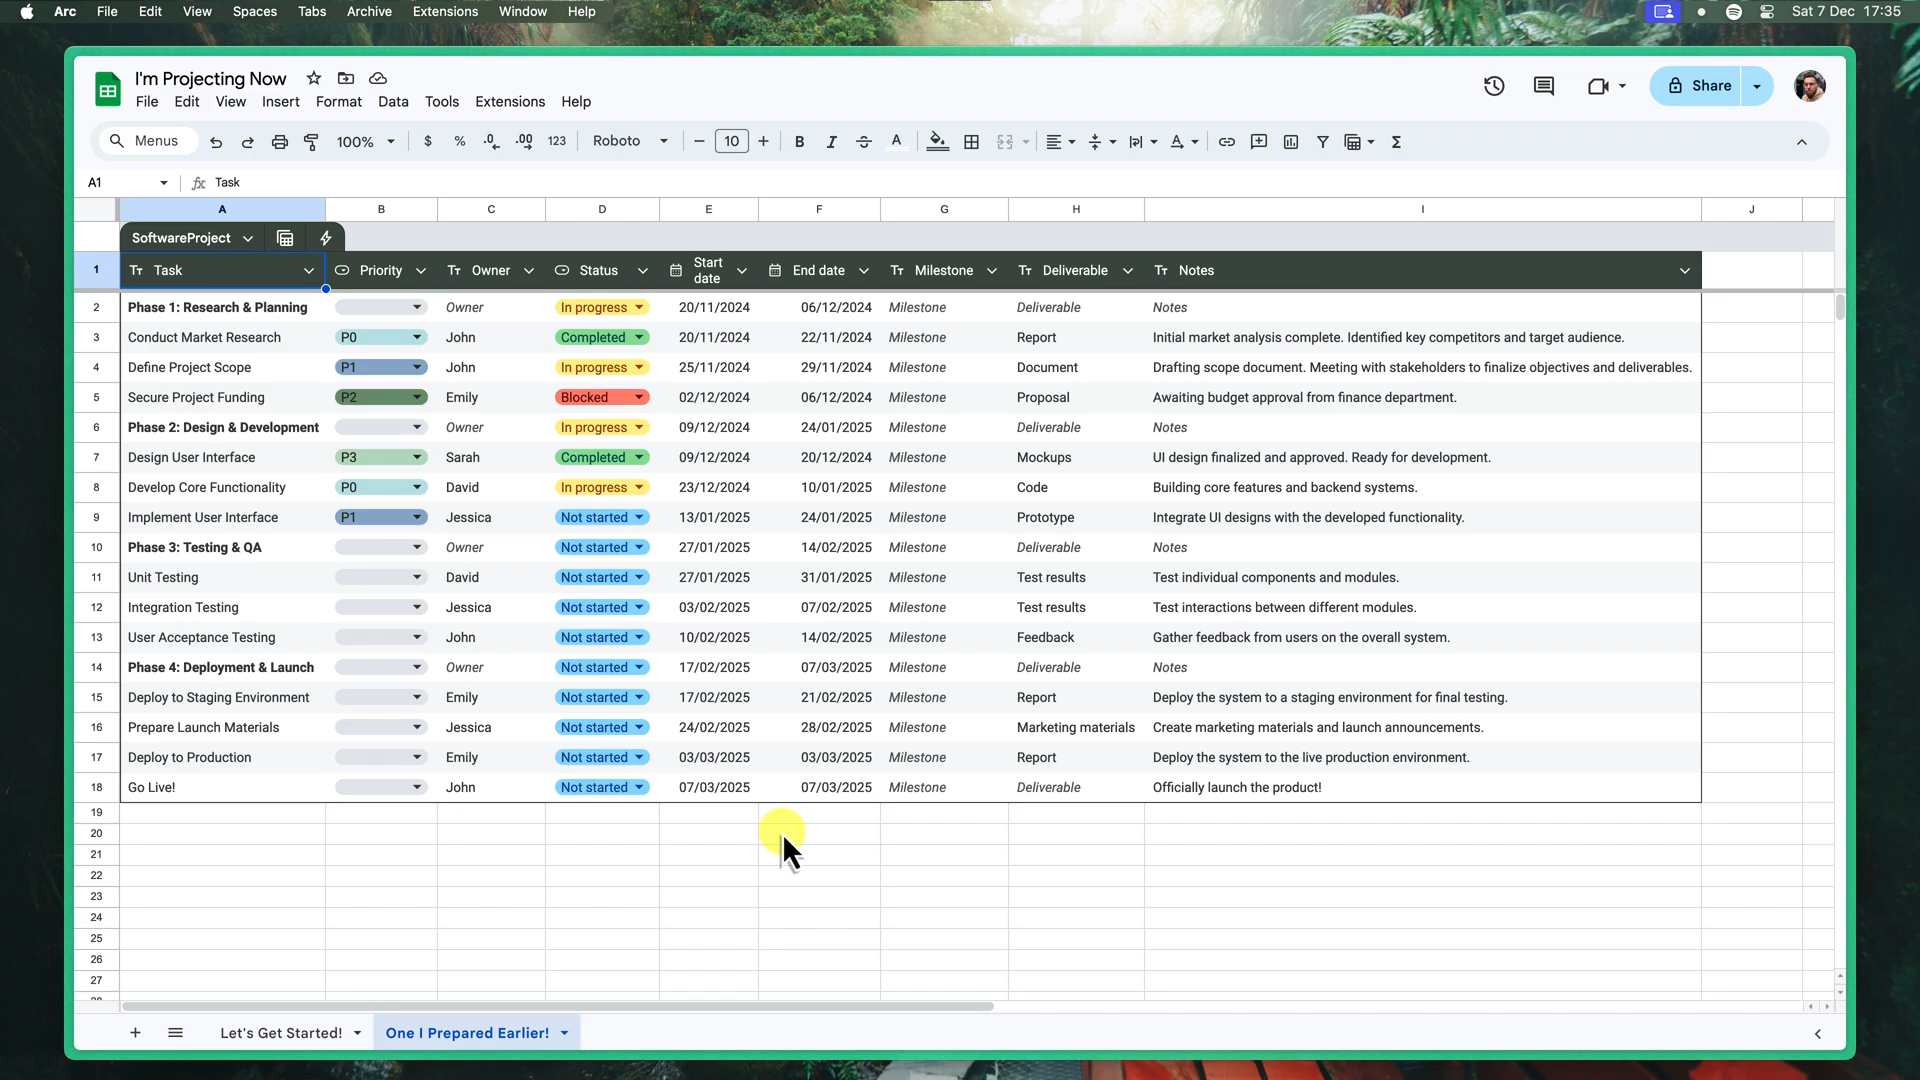 Arc File Edit View Spaces Tabs Archive Extensions Window Help Sat 7 Dec 17:35
I'm Projecting Now
File Edit View Insert Format Data Tools Extensions Help
Share
Menus 100% $ % .0 .00 123 Roboto 10 B I A Σ
A1 fx Task
A B C D E F G H I J
SoftwareProject
1 Tт Task Priority Tт Owner Status Start date End date Tт Milestone Tт Deliverable Tт Notes
2 Phase 1: Research & Planning Owner In progress 20/11/2024 06/12/2024 Milestone Deliverable Notes
3 Conduct Market Research P0 John Completed 20/11/2024 22/11/2024 Milestone Report Initial market analysis complete. Identified key competitors and target audience.
4 Define Project Scope P1 John In progress 25/11/2024 29/11/2024 Milestone Document Drafting scope document. Meeting with stakeholders to finalize objectives and deliverables.
5 Secure Project Funding P2 Emily Blocked 02/12/2024 06/12/2024 Milestone Proposal Awaiting budget approval from finance department.
6 Phase 2: Design & Development Owner In progress 09/12/2024 24/01/2025 Milestone Deliverable Notes
7 Design User Interface P3 Sarah Completed 09/12/2024 20/12/2024 Milestone Mockups UI design finalized and approved. Ready for development.
8 Develop Core Functionality P0 David In progress 23/12/2024 10/01/2025 Milestone Code Building core features and backend systems.
9 Implement User Interface P1 Jessica Not started 13/01/2025 24/01/2025 Milestone Prototype Integrate UI designs with the developed functionality.
10 Phase 3: Testing & QA Owner Not started 27/01/2025 14/02/2025 Milestone Deliverable Notes
11 Unit Testing David Not started 27/01/2025 31/01/2025 Milestone Test results Test individual components and modules.
12 Integration Testing Jessica Not started 03/02/2025 07/02/2025 Milestone Test results Test interactions between different modules.
13 User Acceptance Testing John Not started 10/02/2025 14/02/2025 Milestone Feedback Gather feedback from users on the overall system.
14 Phase 4: Deployment & Launch Owner Not started 17/02/2025 07/03/2025 Milestone Deliverable Notes
15 Deploy to Staging Environment Emily Not started 17/02/2025 21/02/2025 Milestone Report Deploy the system to a staging environment for final testing.
16 Prepare Launch Materials Jessica Not started 24/02/2025 28/02/2025 Milestone Marketing materials Create marketing materials and launch announcements.
17 Deploy to Production Emily Not started 03/03/2025 03/03/2025 Milestone Report Deploy the system to the live production environment.
18 Go Live! John Not started 07/03/2025 07/03/2025 Milestone Deliverable Officially launch the product!
19
20
21
22
23
24
25
26
27
28
Let's Get Started! One I Prepared Earlier!